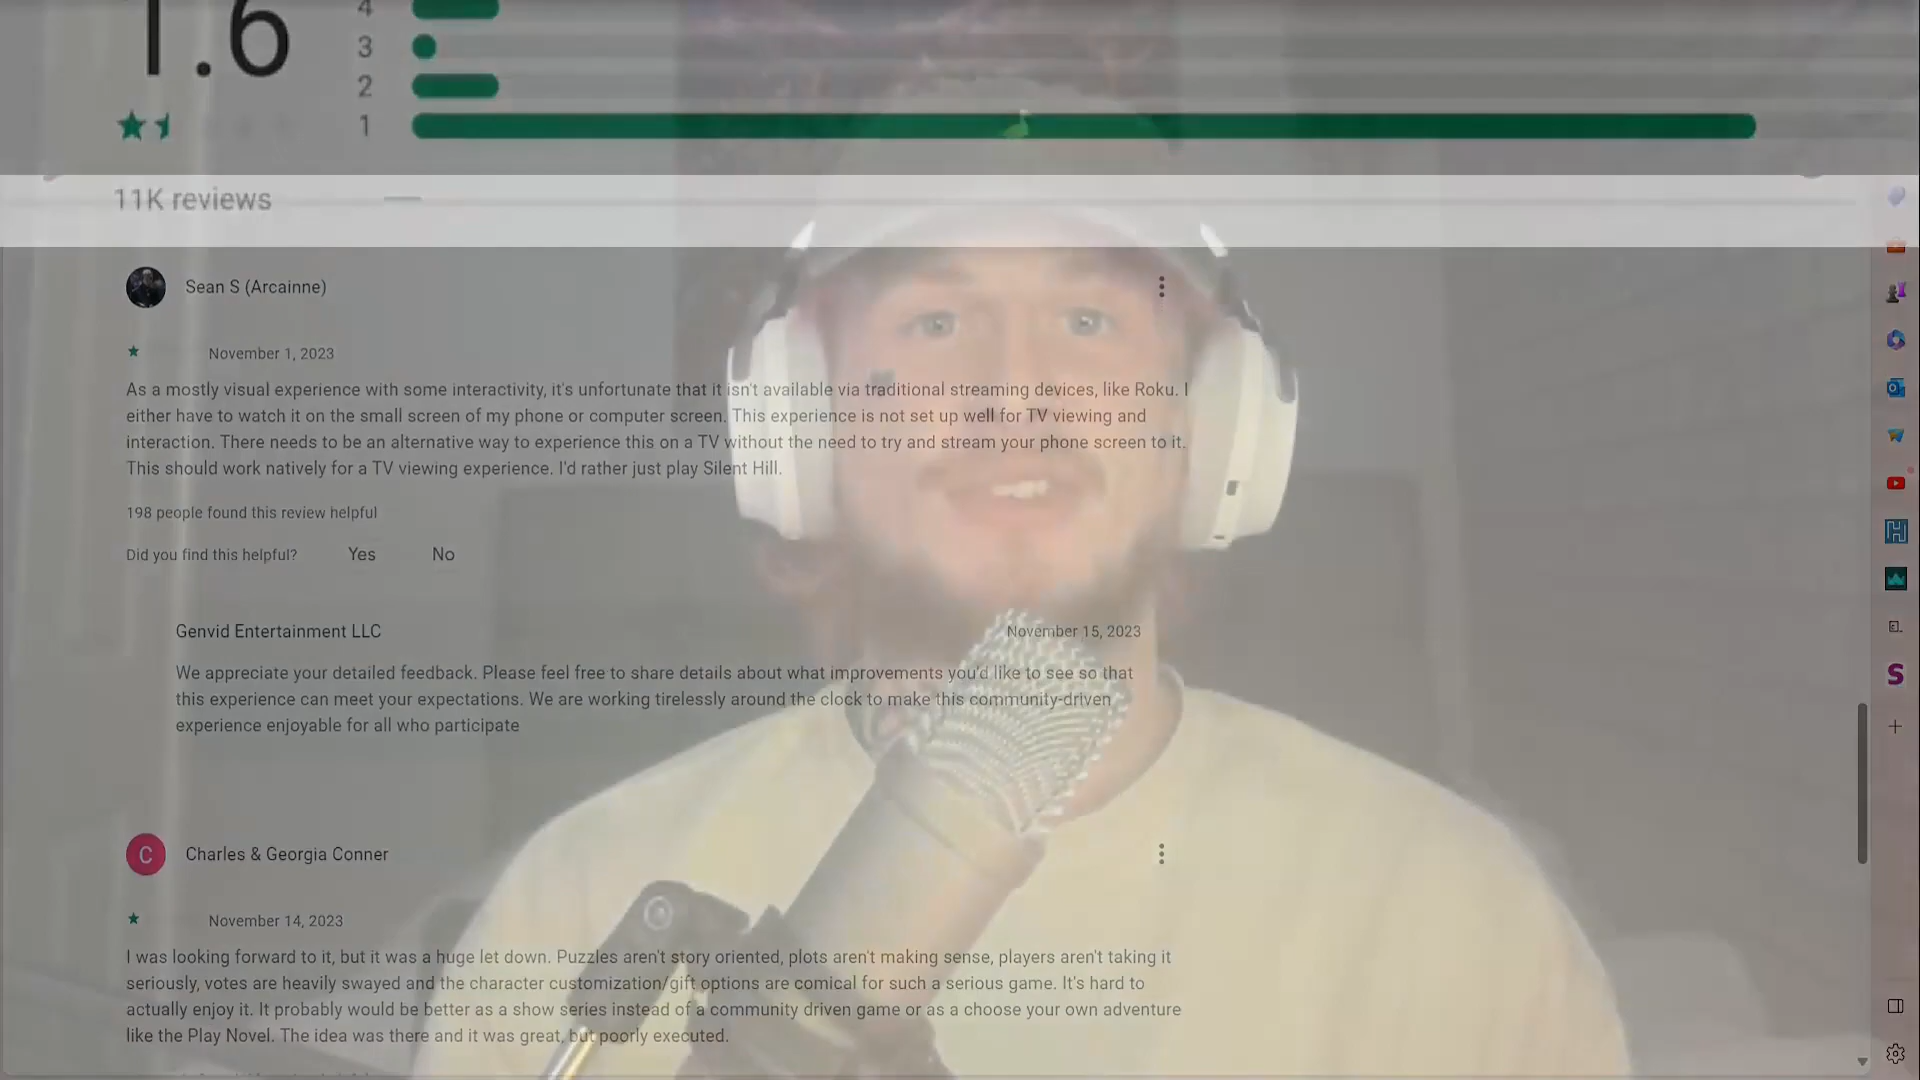 1.6
4
3
2
1
11K reviews
Sean S (Arcainne)
November 1, 2023
As a mostly visual experience with some interactivity, it's unfortunate that it isn't available via traditional streaming devices, like Roku. I
either have to watch it on the small screen of my phone or computer screen. This experience is not set up well for TV viewing and
interaction. There needs to be an alternative way to experience this on a TV without the need to try and stream your phone screen to it.
This should work natively for a TV viewing experience. I'd rather just play Silent Hill.
198 people found this review helpful
Did you find this helpful? Yes No
Genvid Entertainment LLC November 15, 2023
We appreciate your detailed feedback. Please feel free to share details about what improvements you'd like to see so that
this experience can meet your expectations. We are working tirelessly around the clock to make this community-driven
experience enjoyable for all who participate
C Charles & Georgia Conner
November 14, 2023
I was looking forward to it, but it was a huge let down. Puzzles aren't story oriented, plots aren't making sense, players aren't taking it
seriously, votes are heavily swayed and the character customization/gift options are comical for such a serious game. It's hard to
actually enjoy it. It probably would be better as a show series instead of a community driven game or as a choose your own adventure
like the Play Novel. The idea was there and it was great, but poorly executed.